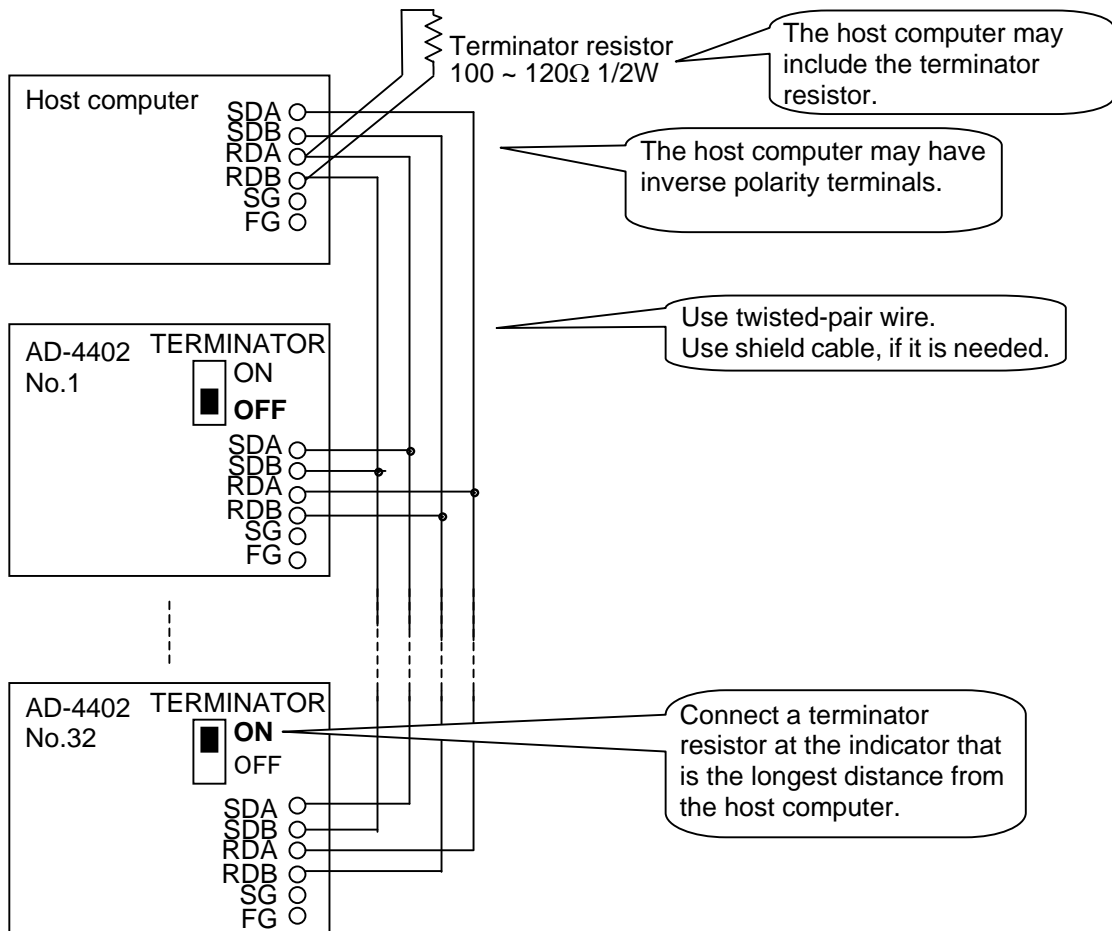 Terminator resistor
100 ~ 120Ω 1/2W
The host computer may
include the terminator
resistor.
Host computer
SDA
SDB
RDA
RDB
SG
FG
The host computer may have
inverse polarity terminals.
Use twisted-pair wire.
Use shield cable, if it is needed.
AD-4402
No.1
TERMINATOR
ON
OFF
SDA
SDB
RDA
RDB
SG
FG
AD-4402
No.32
TERMINATOR
ON
OFF
Connect a terminator
resistor at the indicator that
is the longest distance from
the host computer.
SDA
SDB
RDA
RDB
SG
FG